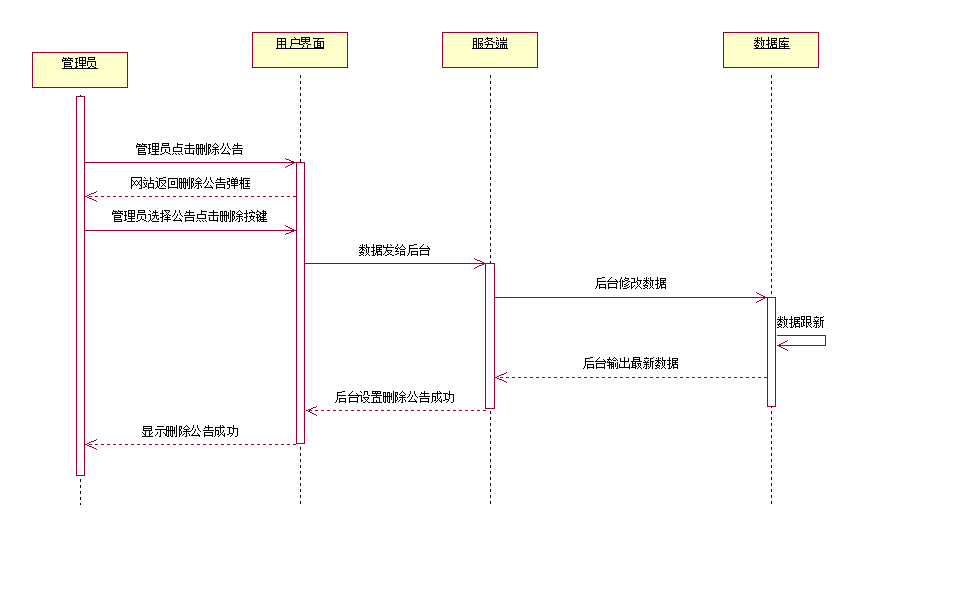 用户界面
服务端
数据库
管理员
管理员点击删除公告
网站返回删除公告弹框
管理员选择公告点击删除按键
数据发给后台
后台修改数据
数据跟新
后台输出最新数据
后台设置删除公告成功
显示删除公告成功